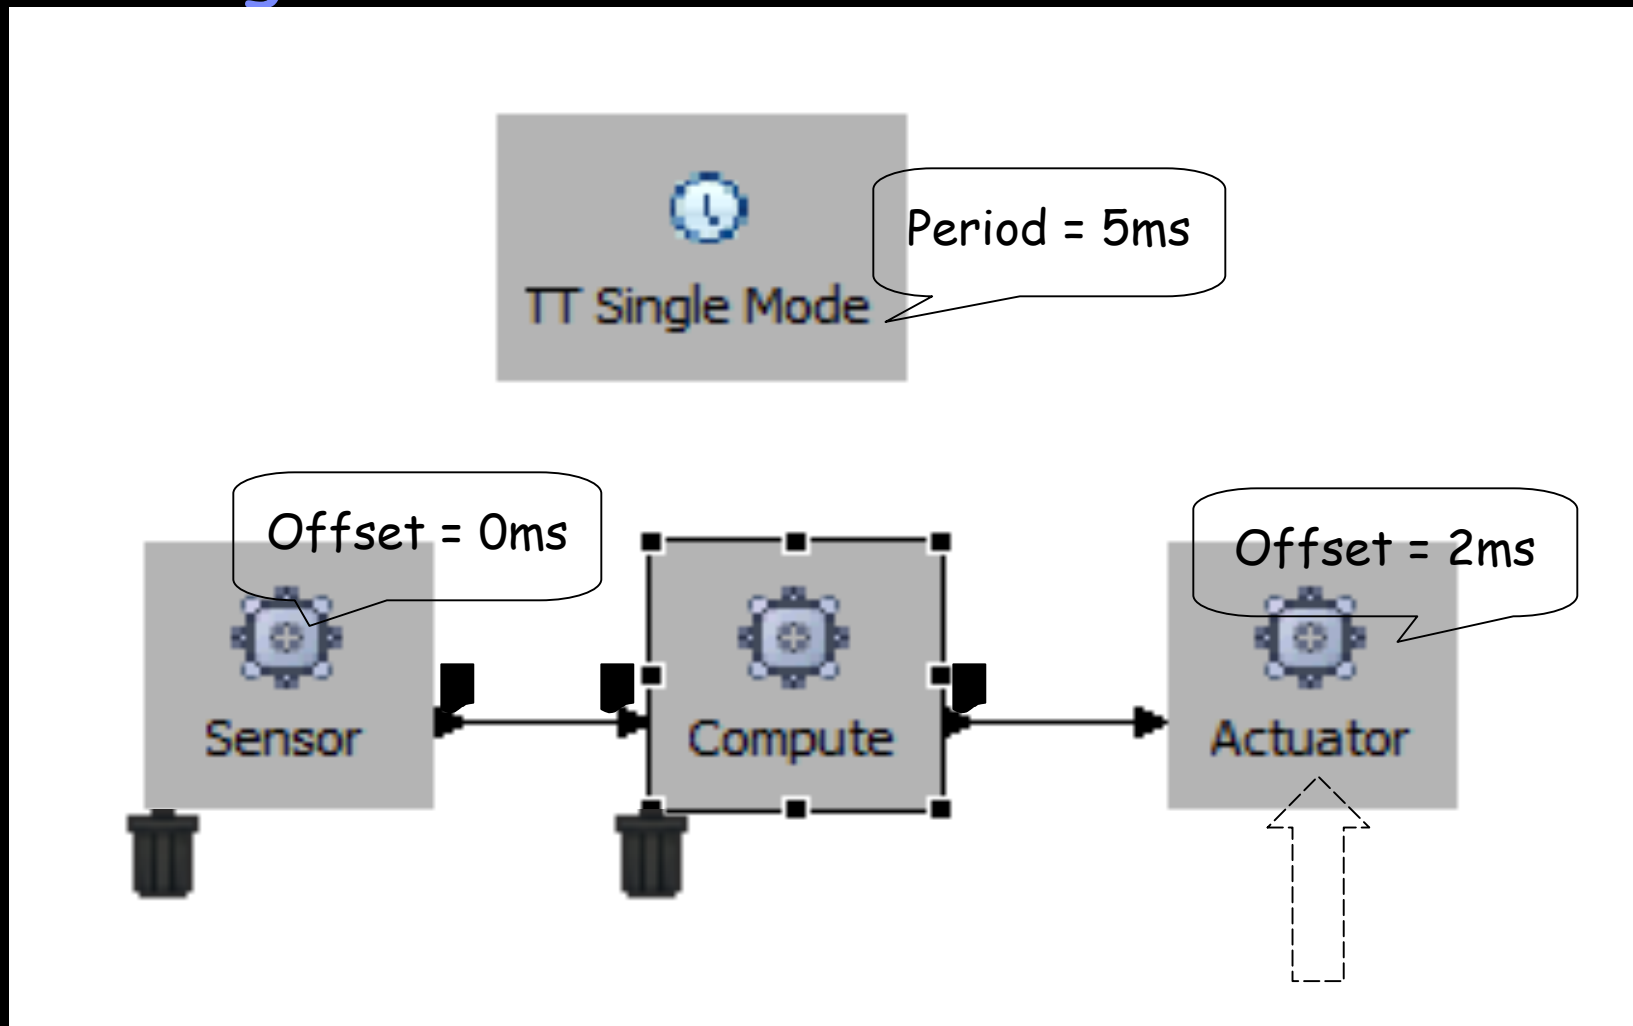 Period = 5ms
TT Single Mode
Offset = 0ms
Offset = 2ms
Sensor
Compute
Actuator